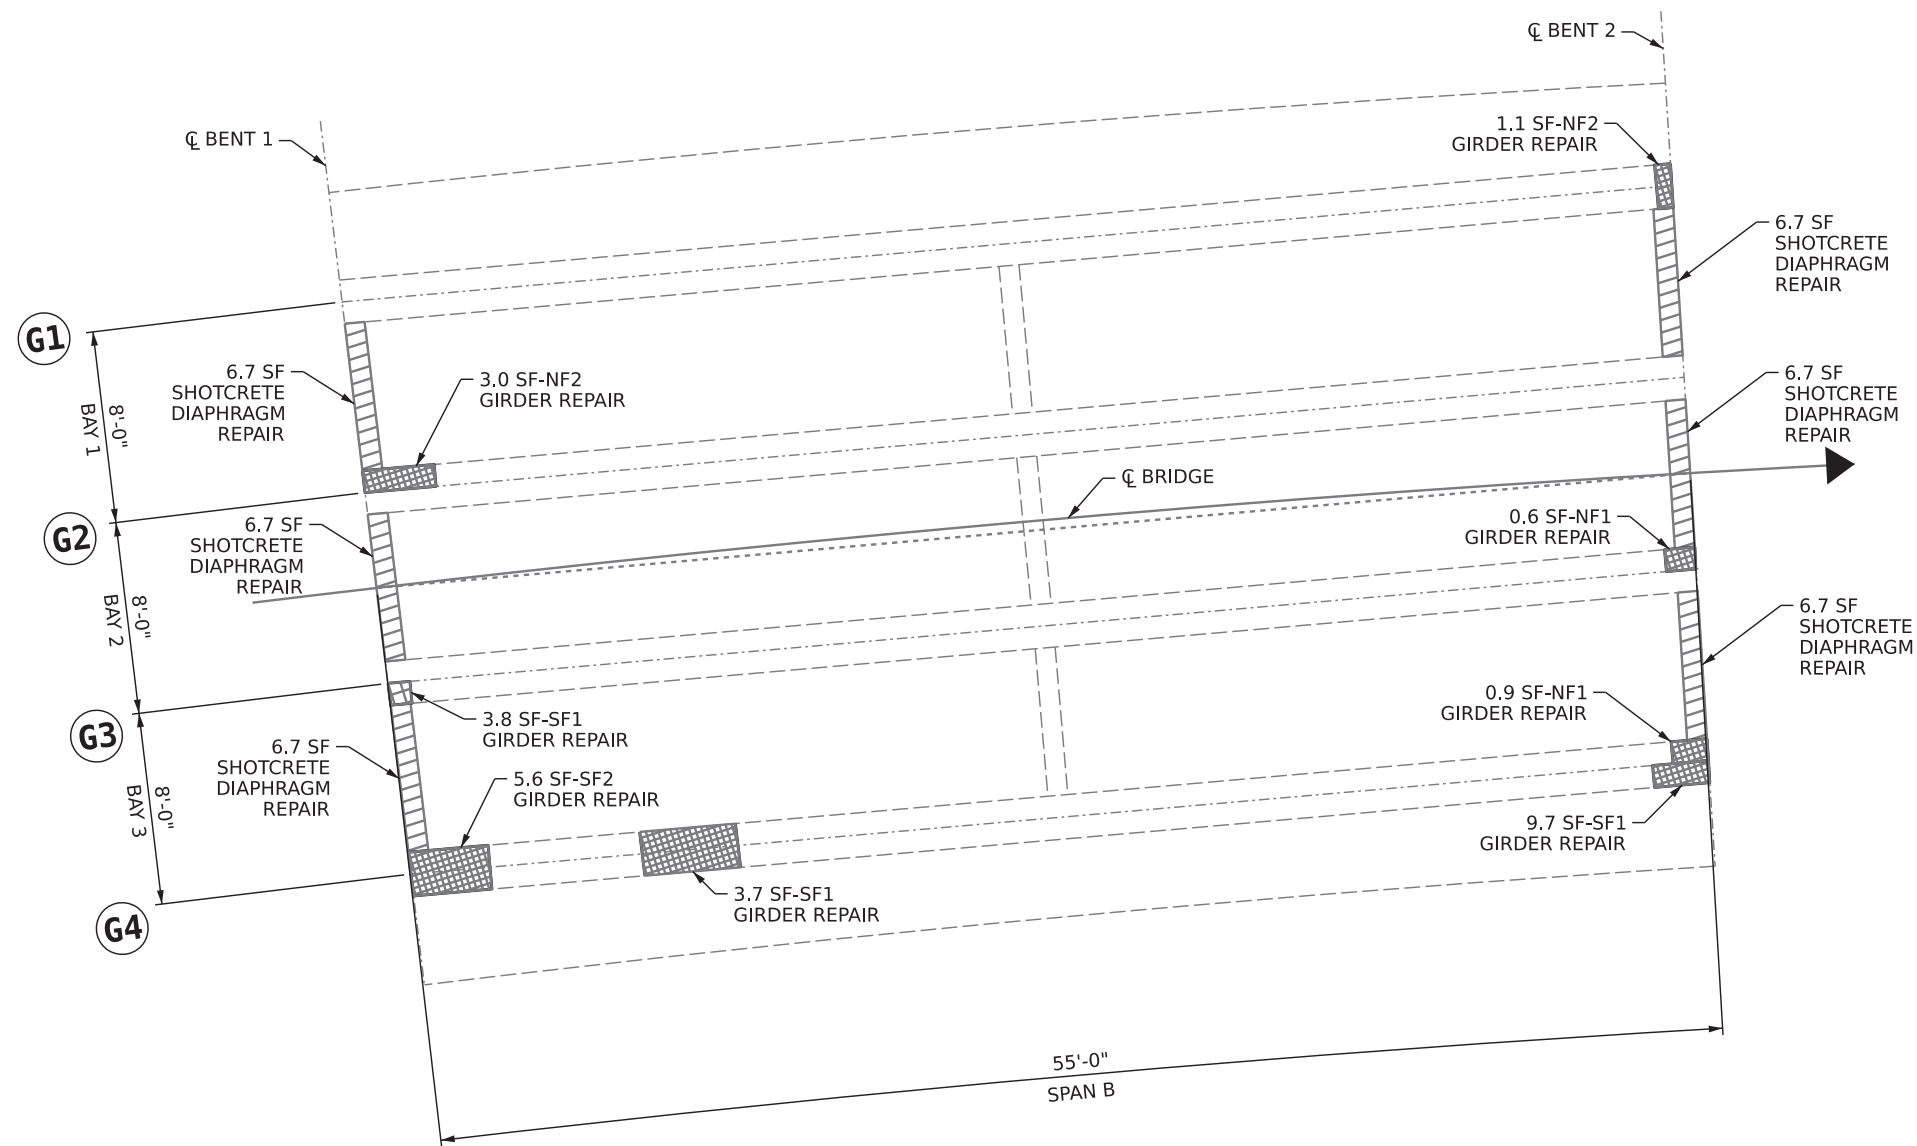 ℄ BENT 2
℄ BENT 1
1.1 SF-NF2
GIRDER REPAIR
6.7 SF
SHOTCRETE
DIAPHRAGM
REPAIR
G1
6.7 SF
SHOTCRETE
DIAPHRAGM
REPAIR
3.0 SF-NF2
GIRDER REPAIR
6.7 SF
SHOTCRETE
DIAPHRAGM
REPAIR
8'-0"
BAY 1
℄ BRIDGE
G2
6.7 SF
SHOTCRETE
DIAPHRAGM
REPAIR
0.6 SF-NF1
GIRDER REPAIR
8'-0"
BAY 2
6.7 SF
SHOTCRETE
DIAPHRAGM
REPAIR
G3
3.8 SF-SF1
GIRDER REPAIR
0.9 SF-NF1
GIRDER REPAIR
6.7 SF
SHOTCRETE
DIAPHRAGM
REPAIR
5.6 SF-SF2
GIRDER REPAIR
8'-0"
BAY 3
9.7 SF-SF1
GIRDER REPAIR
3.7 SF-SF1
GIRDER REPAIR
G4
55'-0"
SPAN B